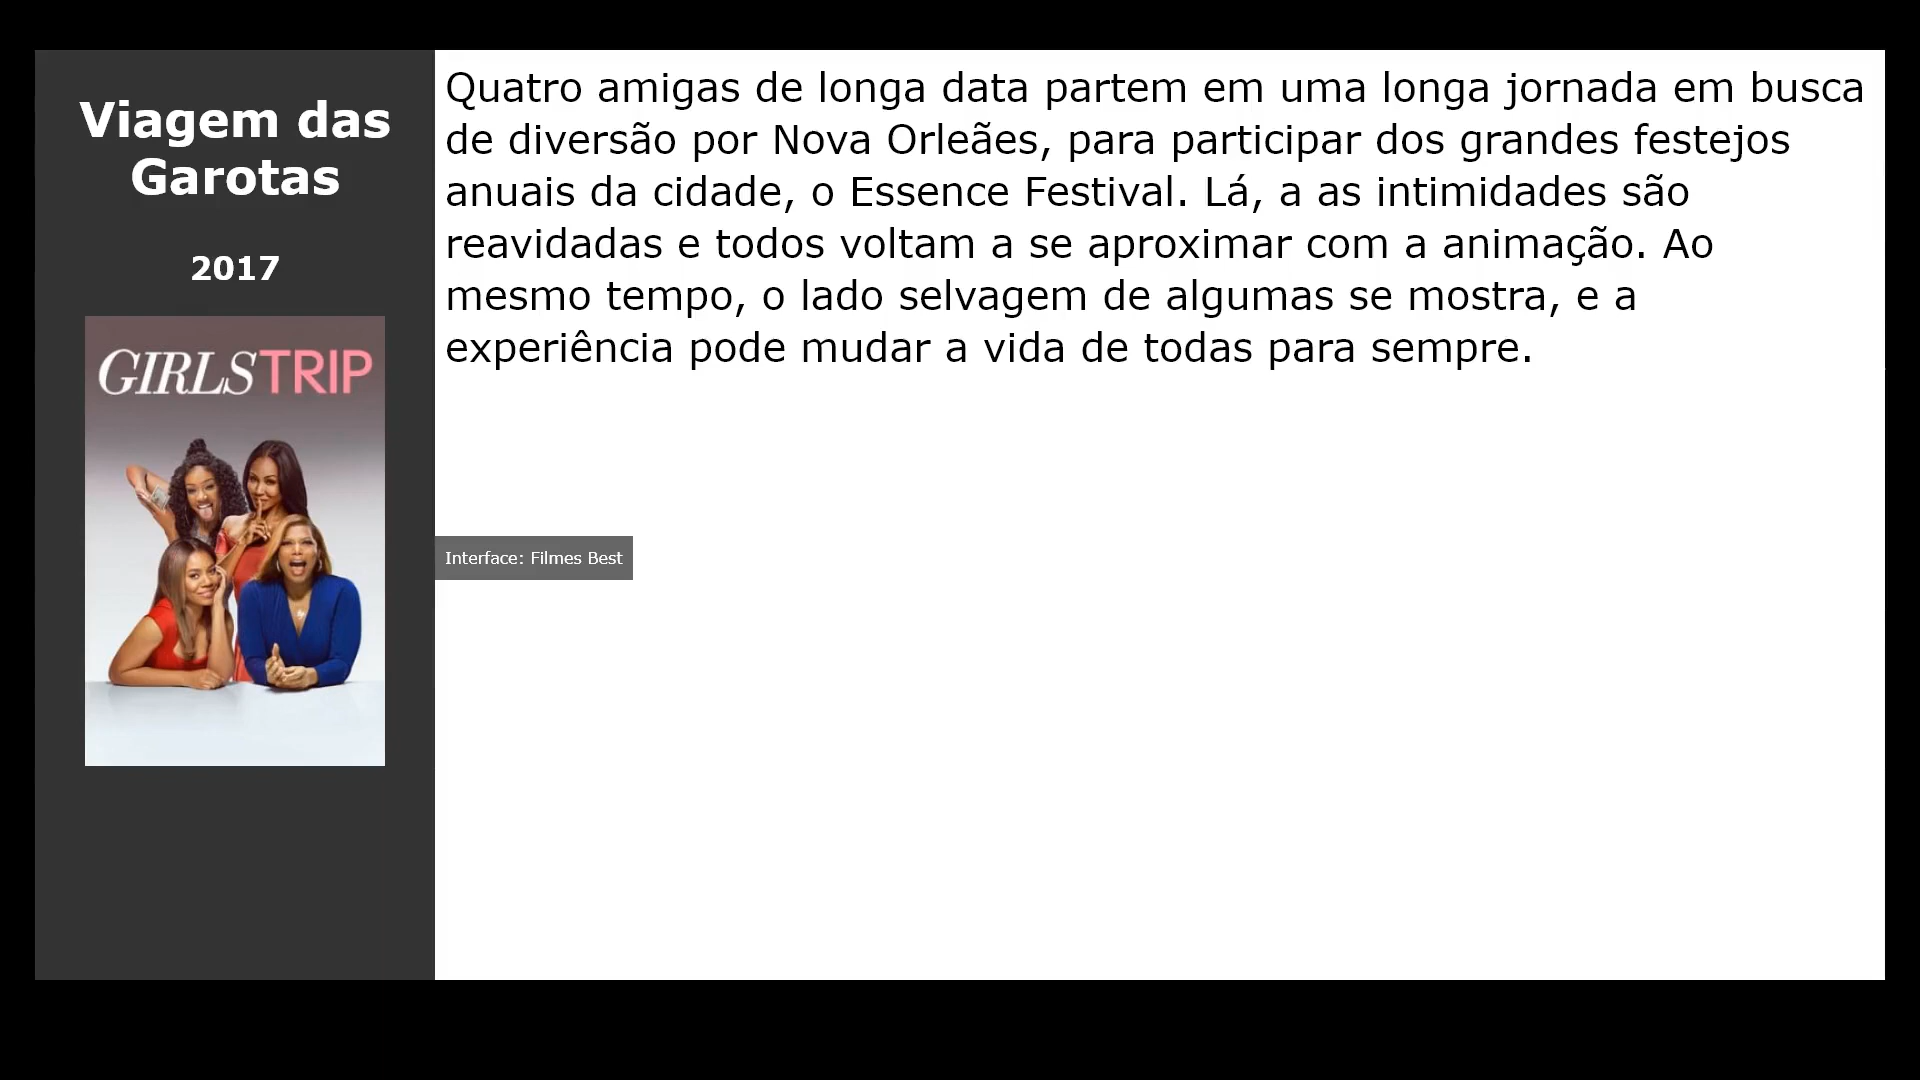 Viagem das
Garotas
2017
GIRLSTRIP
Quatro amigas de longa data partem em uma longa jornada em busca
de diversão por Nova Orleães, para participar dos grandes festejos
anuais da cidade, o Essence Festival. Lá, a as intimidades são
reavidadas e todos voltam a se aproximar com a animação. Ao
mesmo tempo, o lado selvagem de algumas se mostra, e a
experiência pode mudar a vida de todas para sempre.
Interface: Filmes Best